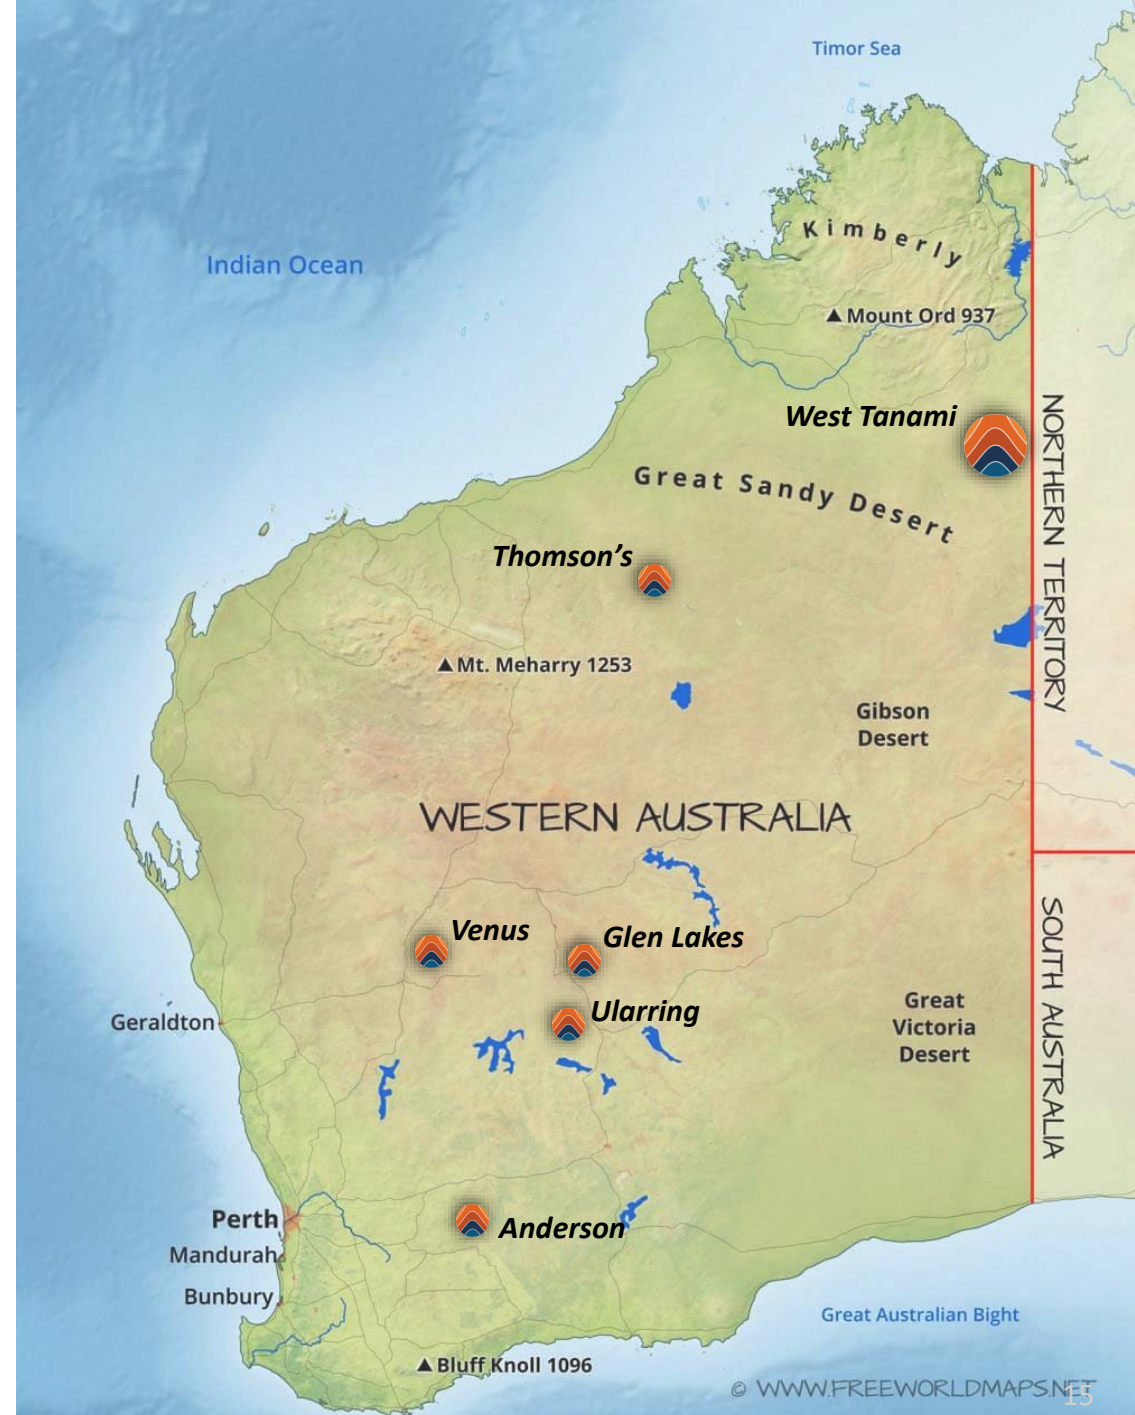 Timor Sea
Kimberly
Indian Ocean
Mount Ord 937
West Tanami
NORTHERN TERRITORY
Great Sandy Desert
Thomson's
Mt. Meharry 1253
Gibson
Desert
WESTERN AUSTRALIA
Venus
Glen Lakes
SOUTH AUSTRALIA
Ularring
Geraldton
Great
Victoria
Desert
Perth
Anderson
Mandurah
Bunbury
Great Australian Bight
Bluff Knoll 1096
© WWW.FREEWORLDMAPS.NET
15